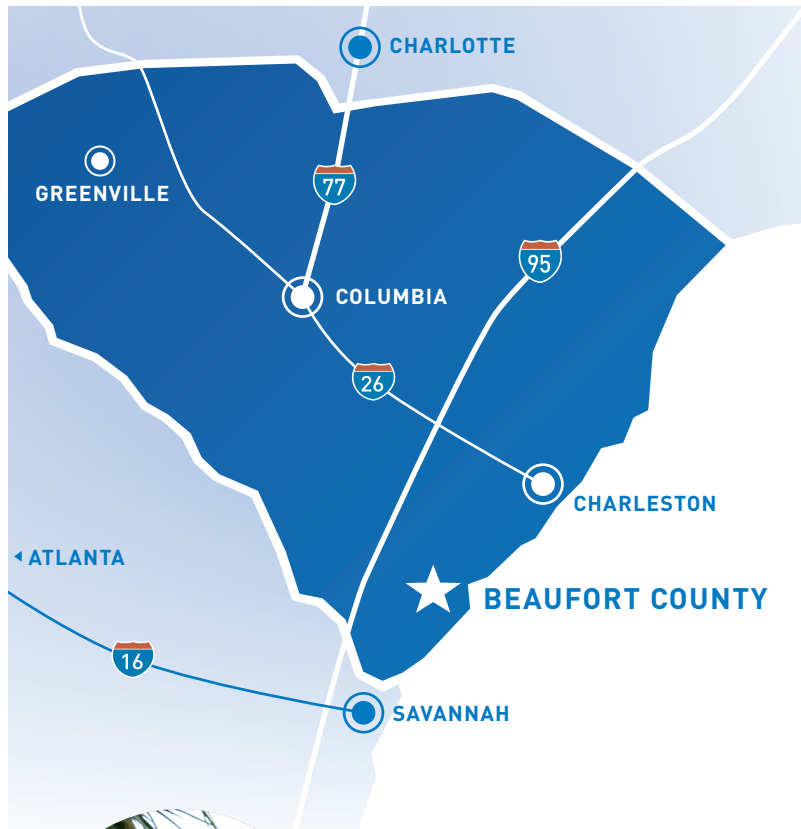 CHARLOTTE
GREENVILLE
77
95
COLUMBIA
26
CHARLESTON
ATLANTA
BEAUFORT COUNTY
16
SAVANNAH